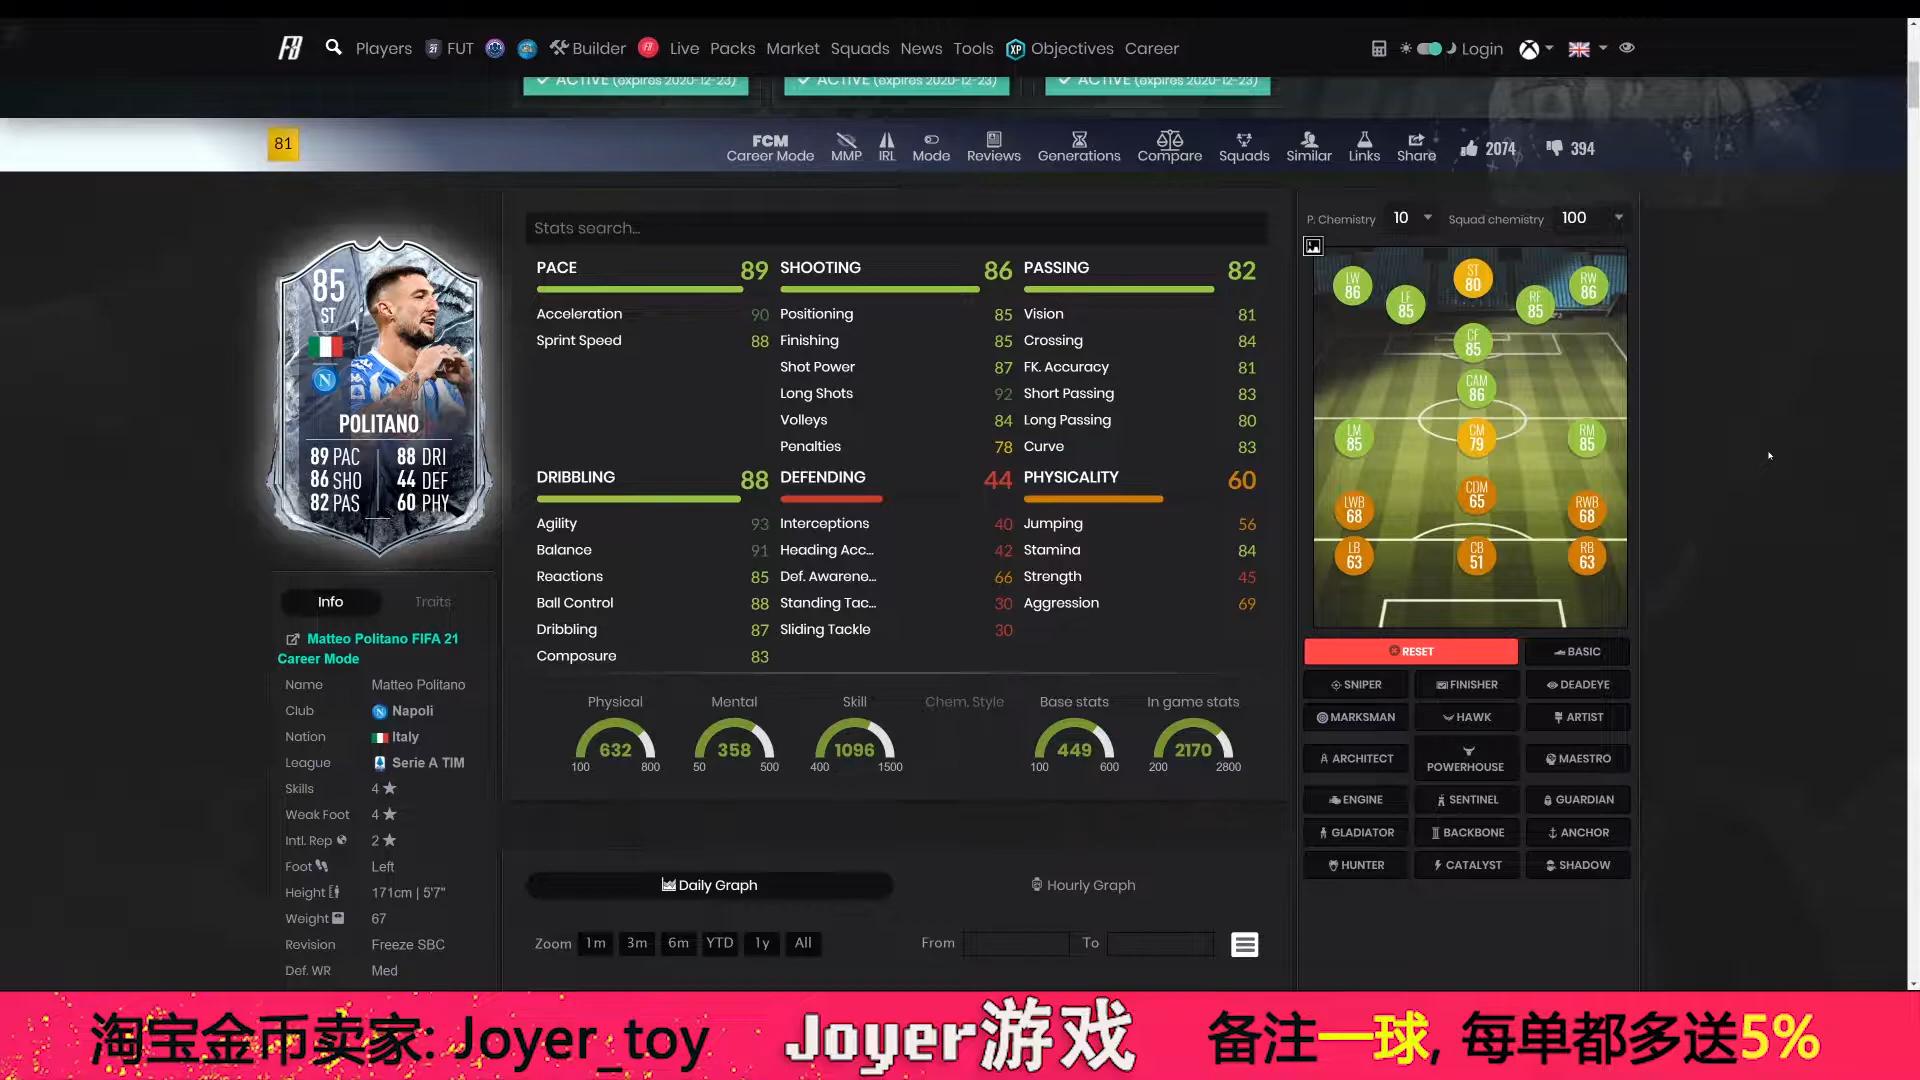 Players FUT Builder Live Packs Market Squads News Tools XP Objectives Career Login
ACTIVE (expires 2020-12-23) ACTIVE (expires 2020-12-23) ACTIVE (expires 2020-12-23)
81
FCM Career Mode MMP IRL Mode Reviews Generations Compare Squads Similar Links Share 2074 394
85
ST
POLITANO
89 PAC 88 DRI
86 SHO 44 DEF
82 PAS 60 PHY
Info Traits
Matteo Politano FIFA 21
Career Mode
Name Matteo Politano
Club Napoli
Nation Italy
League Serie A TIM
Skills 4
Weak Foot 4
Intl. Rep 2
Foot Left
Height 171cm | 5'7"
Weight 67
Revision Freeze SBC
Def. WR Med
Stats search...
PACE 89
Acceleration 90
Sprint Speed 88
SHOOTING 86
Positioning 85
Finishing 85
Shot Power 87
Long Shots 92
Volleys 84
Penalties 78
PASSING 82
Vision 81
Crossing 84
FK. Accuracy 81
Short Passing 83
Long Passing 80
Curve 83
DRIBBLING 88
Agility 93
Balance 91
Reactions 85
Ball Control 88
Dribbling 87
Composure 83
DEFENDING 44
Interceptions 40
Heading Acc... 42
Def. Awarene... 66
Standing Tac... 30
Sliding Tackle 30
PHYSICALITY 60
Jumping 56
Stamina 84
Strength 45
Aggression 69
Physical Mental Skill Chem. Style Base stats In game stats
632 358 1096 449 2170
100 800 50 500 400 1500 100 600 200 2800
Daily Graph Hourly Graph
Zoom 1m 3m 6m YTD 1y All From To
P. Chemistry 10 Squad chemistry 100
LW 86
ST 80
RW 86
LF 85
RF 85
CF 85
CAM 86
LM 85
CM 79
RM 85
LWB 68
CDM 65
RWB 68
LB 63
CB 51
RB 63
RESET BASIC
SNIPER FINISHER DEADEYE
MARKSMAN HAWK ARTIST
ARCHITECT POWERHOUSE MAESTRO
ENGINE SENTINEL GUARDIAN
GLADIATOR BACKBONE ANCHOR
HUNTER CATALYST SHADOW
淘宝金币卖家: Joyer_toy Joyer游戏 备注一球, 每单都多送5%